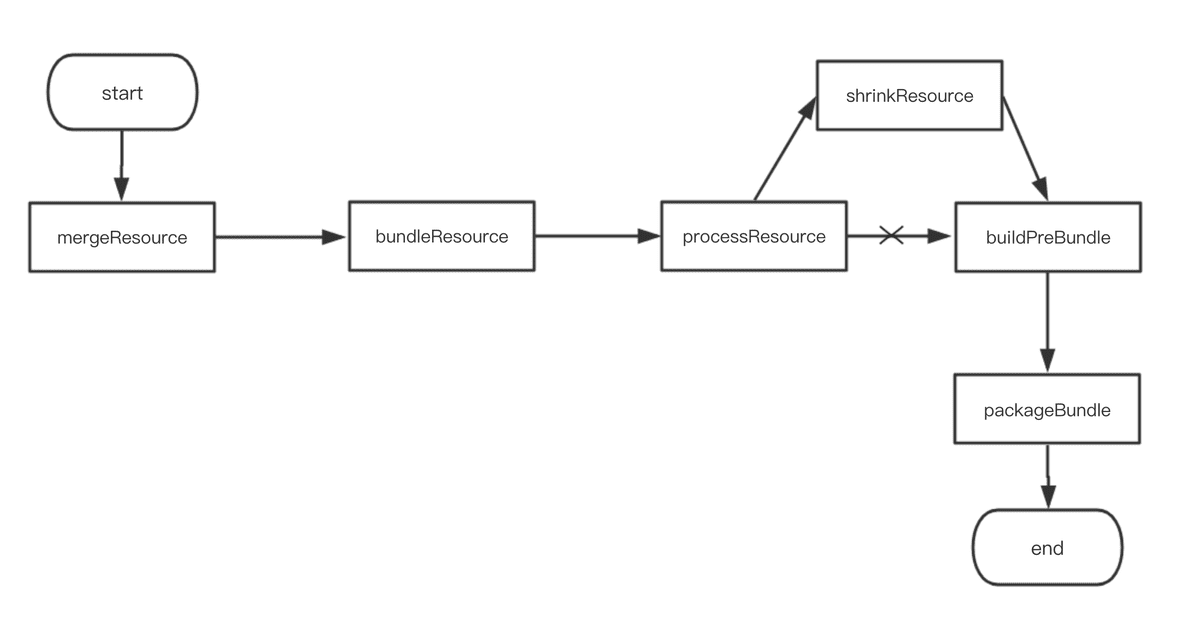 start
shrinkResource
mergeResource
bundleResource
processResource
buildPreBundle
packageBundle
end